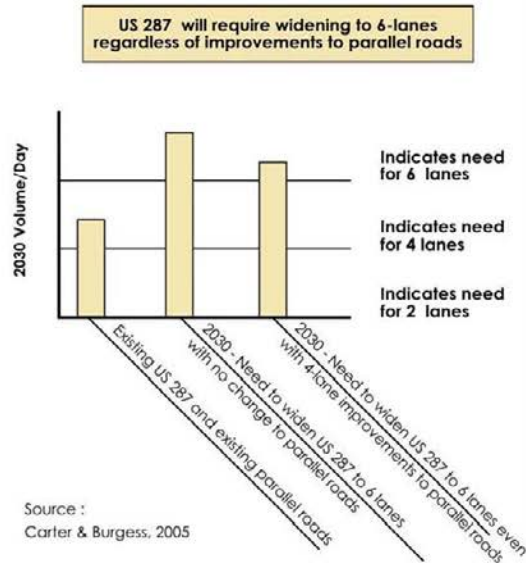 US 287 will require widening to 6-lanes
regardless of improvements to parallel roads
2030 Volume/Day
Indicates need
for 6 lanes
Indicates need
for 4 lanes
Indicates need
for 2 lanes
Existing US 287 and existing parallel roads
2030 - Need to widen US 287 to 6 lanes
with no change to parallel roads
2030 - Need to widen US 287 to 6 lanes even
with 4-lane improvements to parallel roads
Source :
Carter & Burgess, 2005